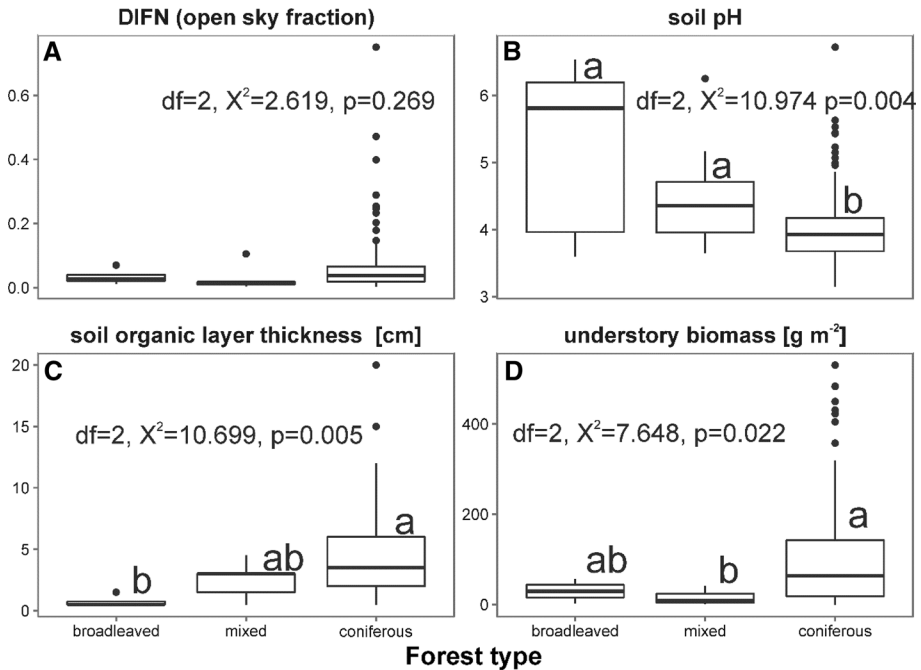 DIFN (open sky fraction)
A
df=2, X²=2.619, p=0.269
0.6
0.4
0.2
0.0
soil pH
B
a
df=2, X²=10.974 p=0.004
a
b
6
5
4
3
soil organic layer thickness [cm]
C
df=2, X²=10.699, p=0.005
b
ab
a
20
15
10
5
0
broadleaved mixed coniferous
understory biomass [g m⁻²]
D
df=2, X²=7.648, p=0.022
ab
b
a
400
200
0
broadleaved mixed coniferous
Forest type